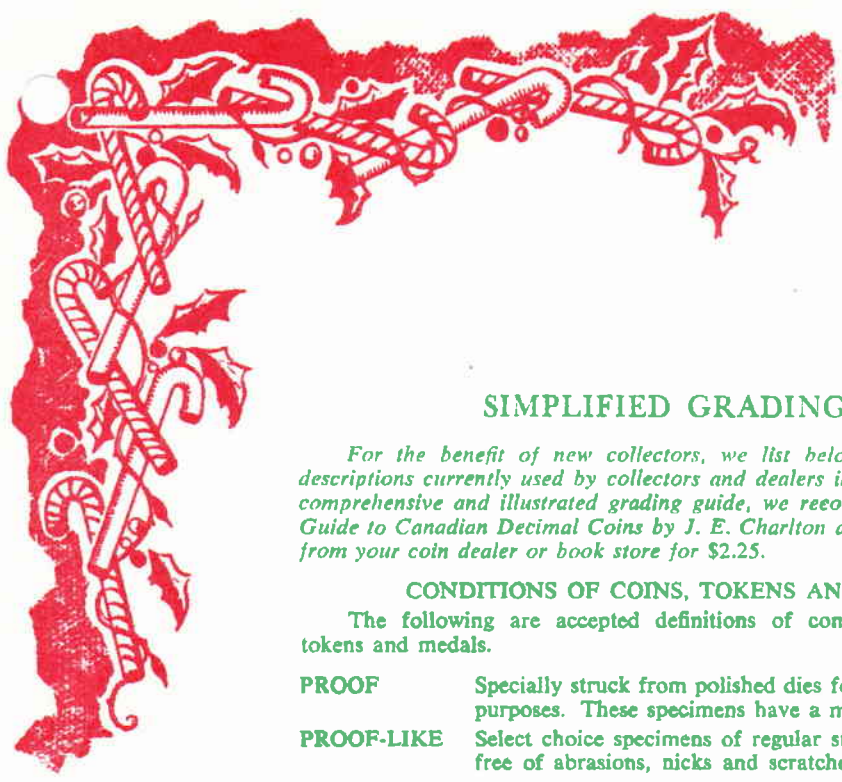 SIMPLIFIED GRADING
For the benefit of new collectors, we list belo
descriptions currently used by collectors and dealers i
comprehensive and illustrated grading guide, we reco
Guide to Canadian Decimal Coins by J. E. Charlton a
from your coin dealer or book store for $2.25.
CONDITIONS OF COINS, TOKENS AN
The following are accepted definitions of con
tokens and medals.
PROOF Specially struck from polished dies fo
purposes. These specimens have a m
PROOF-LIKE Select choice specimens of regular s
free of abrasions, nicks and scratche